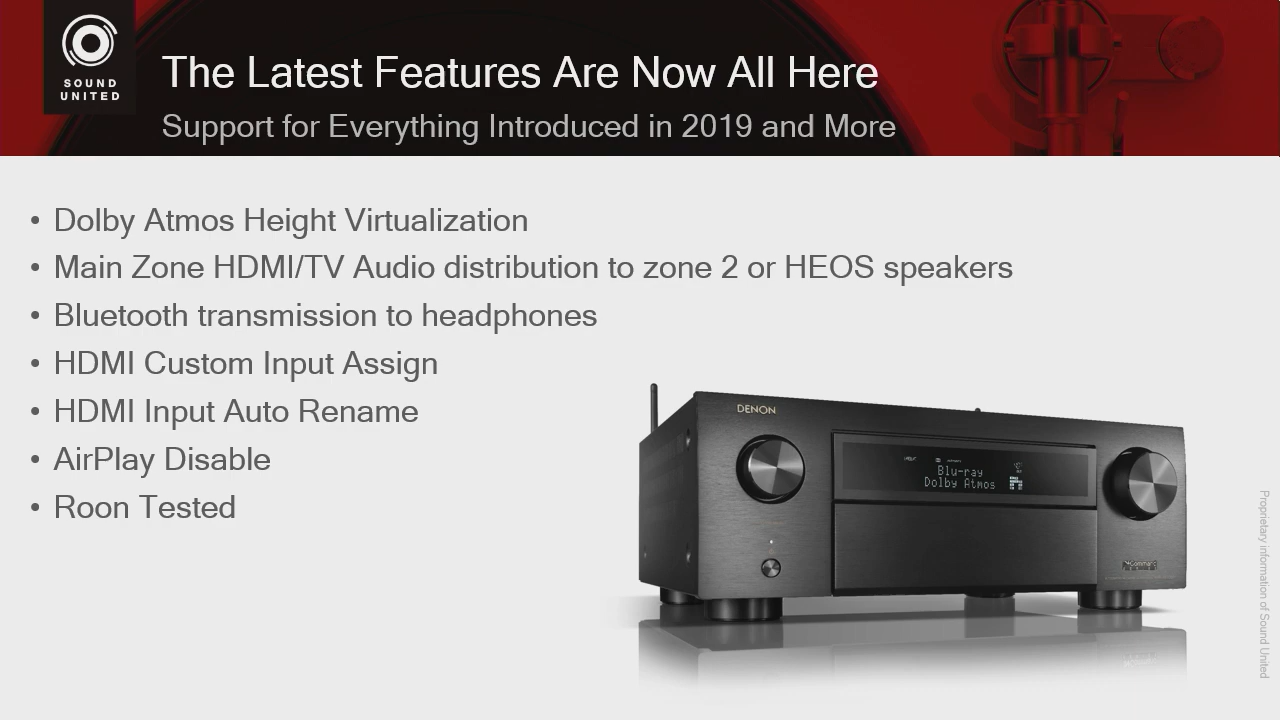 SOUND
UNITED
The Latest Features Are Now All Here
Support for Everything Introduced in 2019 and More
• Dolby Atmos Height Virtualization
• Main Zone HDMI/TV Audio distribution to zone 2 or HEOS speakers
• Bluetooth transmission to headphones
• HDMI Custom Input Assign
• HDMI Input Auto Rename
• AirPlay Disable
• Roon Tested
DENON
Blu-ray
Dolby Atmos
Proprietary information of Sound United